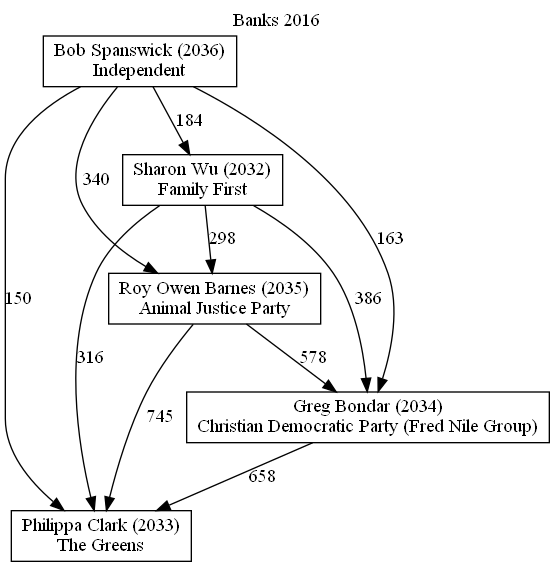 Banks 2016
Bob Spanswick (2036)
Independent
184
Sharon Wu (2032)
Family First
340
298
163
Roy Owen Barnes (2035)
Animal Justice Party
150
386
316
578
745
Greg Bondar (2034)
Christian Democratic Party (Fred Nile Group)
658
Philippa Clark (2033)
The Greens